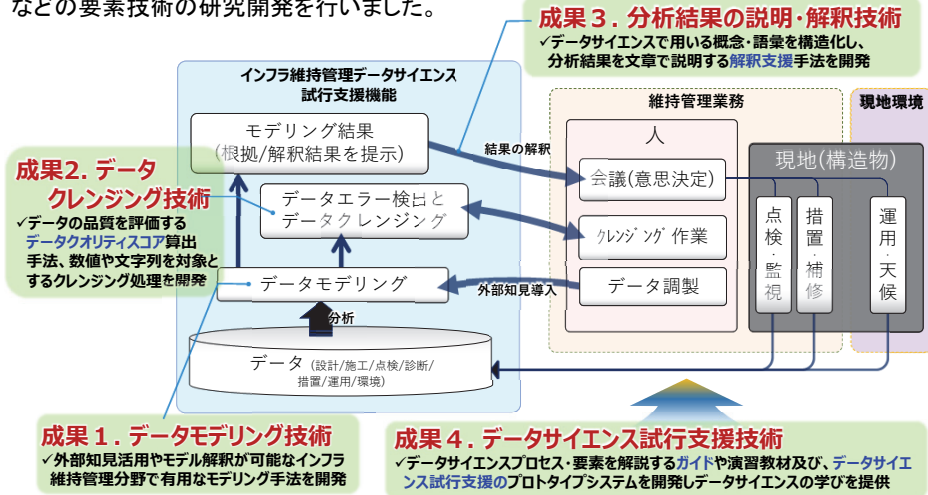 などの要素技術の研究開発を行いました。
成果３．分析結果の説明・解釈技術
✓データサイエンスで用いる概念・語彙を構造化し、
分析結果を文章で説明する解釈支援手法を開発
インフラ維持管理データサイエンス
試行支援機能
モデリング結果
(根拠/解釈結果を提示)
結果の解釈
維持管理業務
人
会議(意思決定)
現地環境
現地(構造物)
点検・監視
措置・補修
運用・天候
成果2．データ
クレンジング技術
✓データの品質を評価する
データクオリティスコア算出
手法、数値や文字列を対象と
するクレンジング処理を開発
データエラー検出と
データクレンジング
クレンジング作業
データモデリング
外部知見導入
データ調製
分析
データ (設計/施工/点検/診断/
措置/運用/環境)
成果１．データモデリング技術
✓外部知見活用やモデル解釈が可能なインフラ
維持管理分野で有用なモデリング手法を開発
成果４．データサイエンス試行支援技術
✓データサイエンスプロセス・要素を解説するガイドや演習教材及び、データサイエ
ンス試行支援のプロトタイプシステムを開発しデータサイエンスの学びを提供